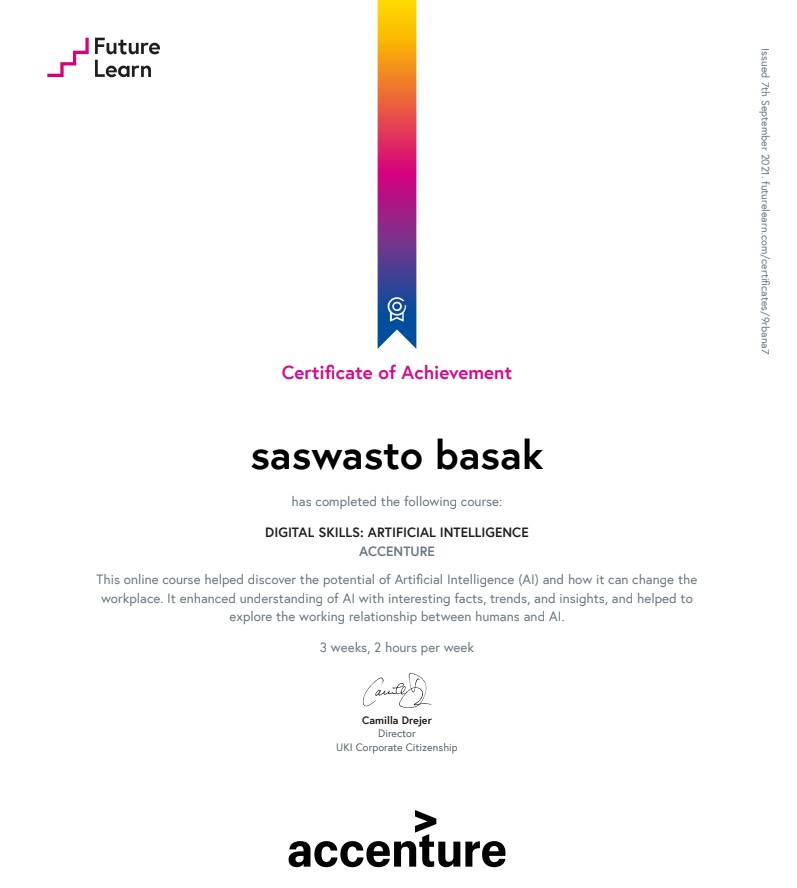 Future
Learn
Issued 7th September 2021. futurelearn.com/certificates/9rbana7
Certificate of Achievement
saswasto basak
has completed the following course:
DIGITAL SKILLS: ARTIFICIAL INTELLIGENCE
ACCENTURE
This online course helped discover the potential of Artificial Intelligence (AI) and how it can change the
workplace. It enhanced understanding of AI with interesting facts, trends, and insights, and helped to
explore the working relationship between humans and AI.
3 weeks, 2 hours per week
Camilla Drejer
Director
UKI Corporate Citizenship
accenture